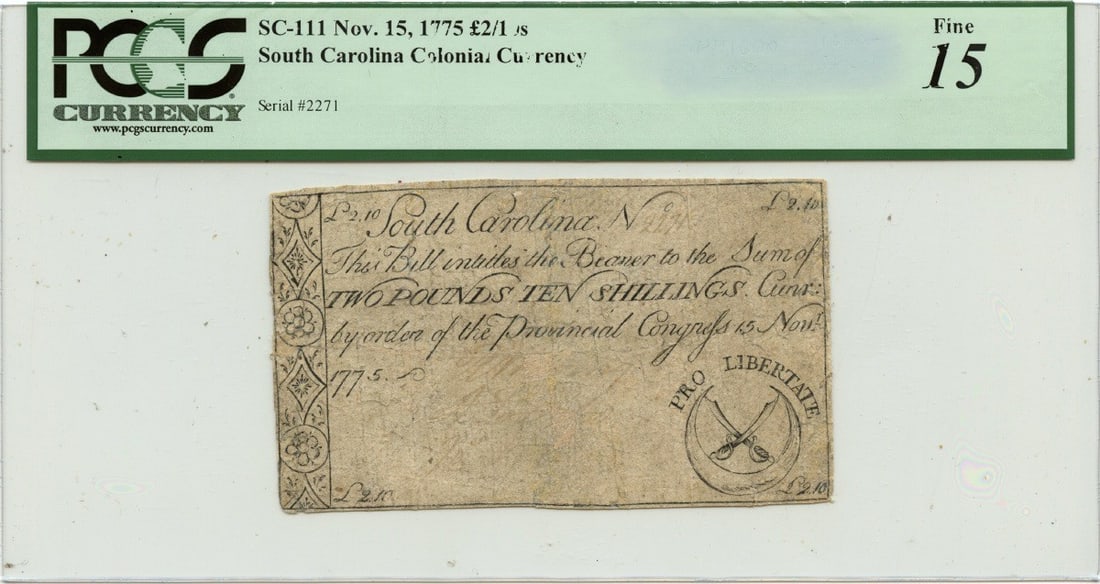 PCGS
CURRENCY
www.pcgscurrency.com
SC-111 Nov. 15, 1775 £2/10s
South Carolina Colonial Currency
Serial #2271
Fine
15
£2.10 South Carolina No
£2.10
This Bill intitles the Bearer to the Sum of
TWO POUNDS TEN SHILLINGS. Curr:
by order of the Provincial Congreſs 15 Novr.
1775.
PRO LIBERTATE
£2.10
£2.10